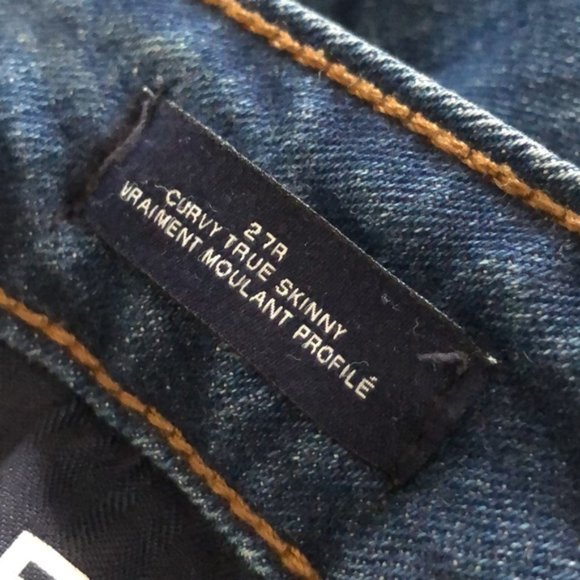 27R
CURVY TRUE SKINNY
VRAIMENT MOULANT PROFILÉ